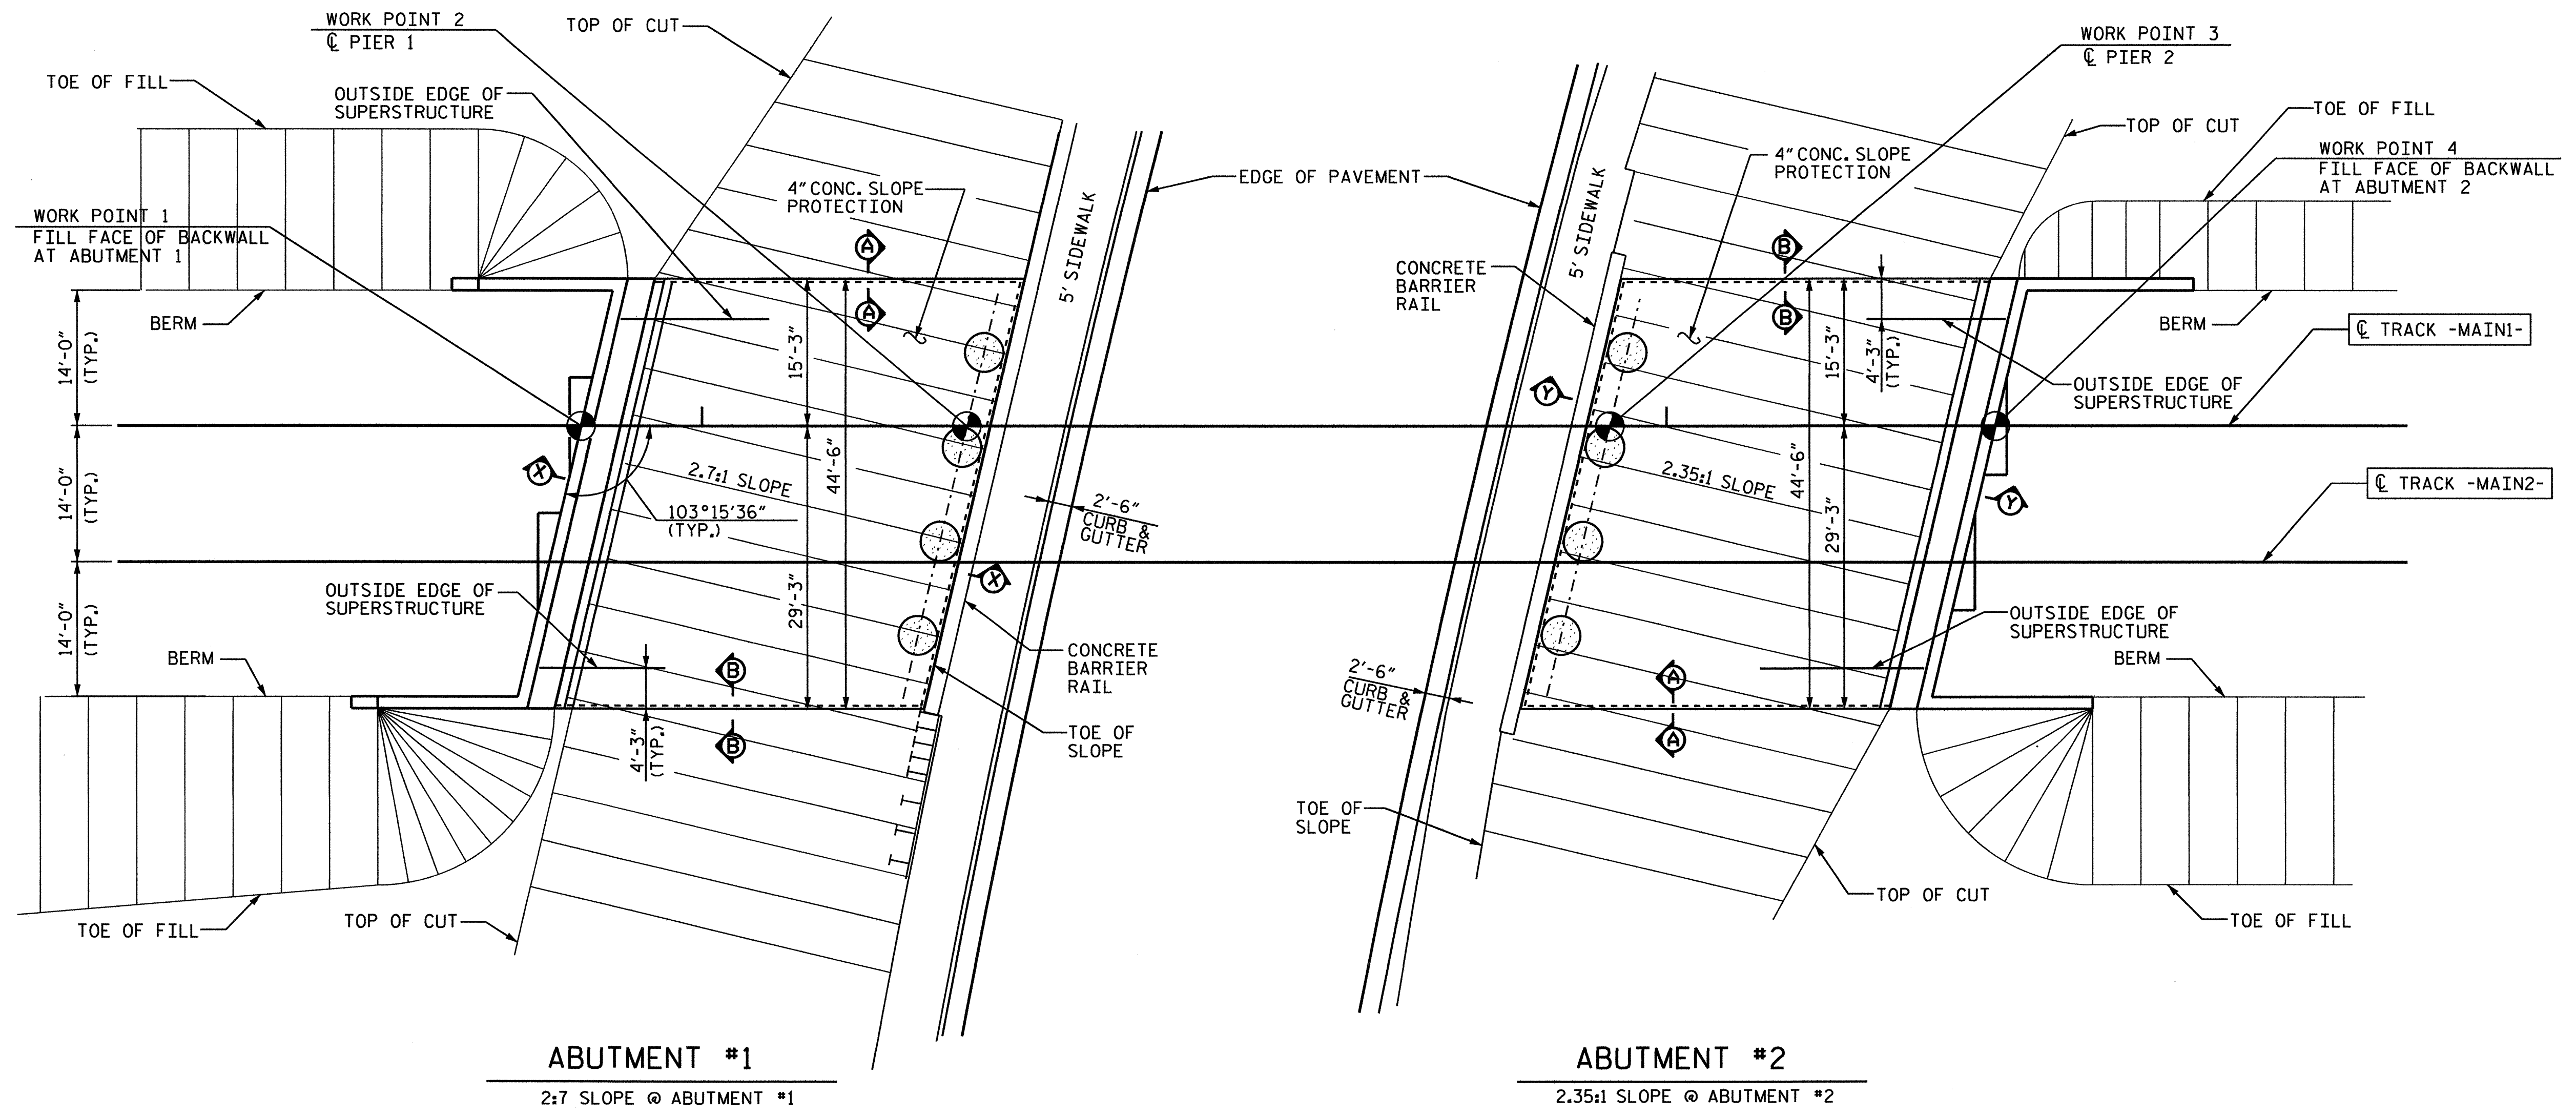 WORK POINT 2
℄ PIER 1
TOP OF CUT
TOE OF FILL
OUTSIDE EDGE OF
SUPERSTRUCTURE
WORK POINT 1
FILL FACE OF BACKWALL
AT ABUTMENT 1
4" CONC. SLOPE
PROTECTION
A
A
5' SIDEWALK
EDGE OF PAVEMENT
BERM
14'-0"
(TYP.)
14'-0"
(TYP.)
14'-0"
(TYP.)
15'-3"
44'-6"
29'-3"
2.7:1 SLOPE
X
103°15'36"
(TYP.)
X
2'-6"
CURB &
GUTTER
OUTSIDE EDGE OF
SUPERSTRUCTURE
BERM
B
B
4'-3"
(TYP.)
CONCRETE
BARRIER
RAIL
TOE OF
SLOPE
TOE OF FILL
TOP OF CUT
ABUTMENT #1
2:7 SLOPE @ ABUTMENT #1
WORK POINT 3
℄ PIER 2
TOE OF FILL
TOP OF CUT
WORK POINT 4
FILL FACE OF BACKWALL
AT ABUTMENT 2
4" CONC. SLOPE
PROTECTION
5' SIDEWALK
CONCRETE
BARRIER
RAIL
B
B
15'-3"
4'-3"
(TYP.)
BERM
℄ TRACK -MAIN1-
OUTSIDE EDGE OF
SUPERSTRUCTURE
Y
2.35:1 SLOPE
44'-6"
29'-3"
Y
℄ TRACK -MAIN2-
OUTSIDE EDGE OF
SUPERSTRUCTURE
BERM
2'-6"
CURB &
GUTTER
A
A
TOE OF
SLOPE
TOP OF CUT
TOE OF FILL
ABUTMENT #2
2.35:1 SLOPE @ ABUTMENT #2